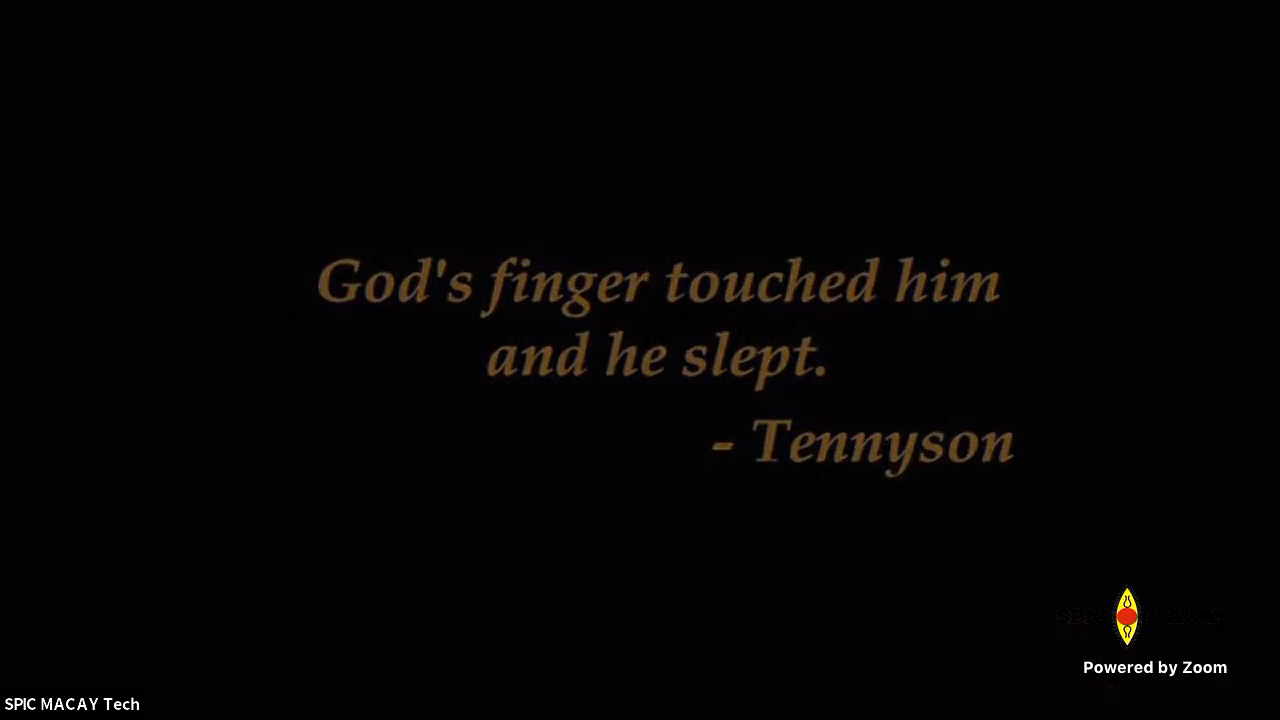 God's finger touched him
and he slept.
- Tennyson
Powered by Zoom
SPIC MACAY Tech